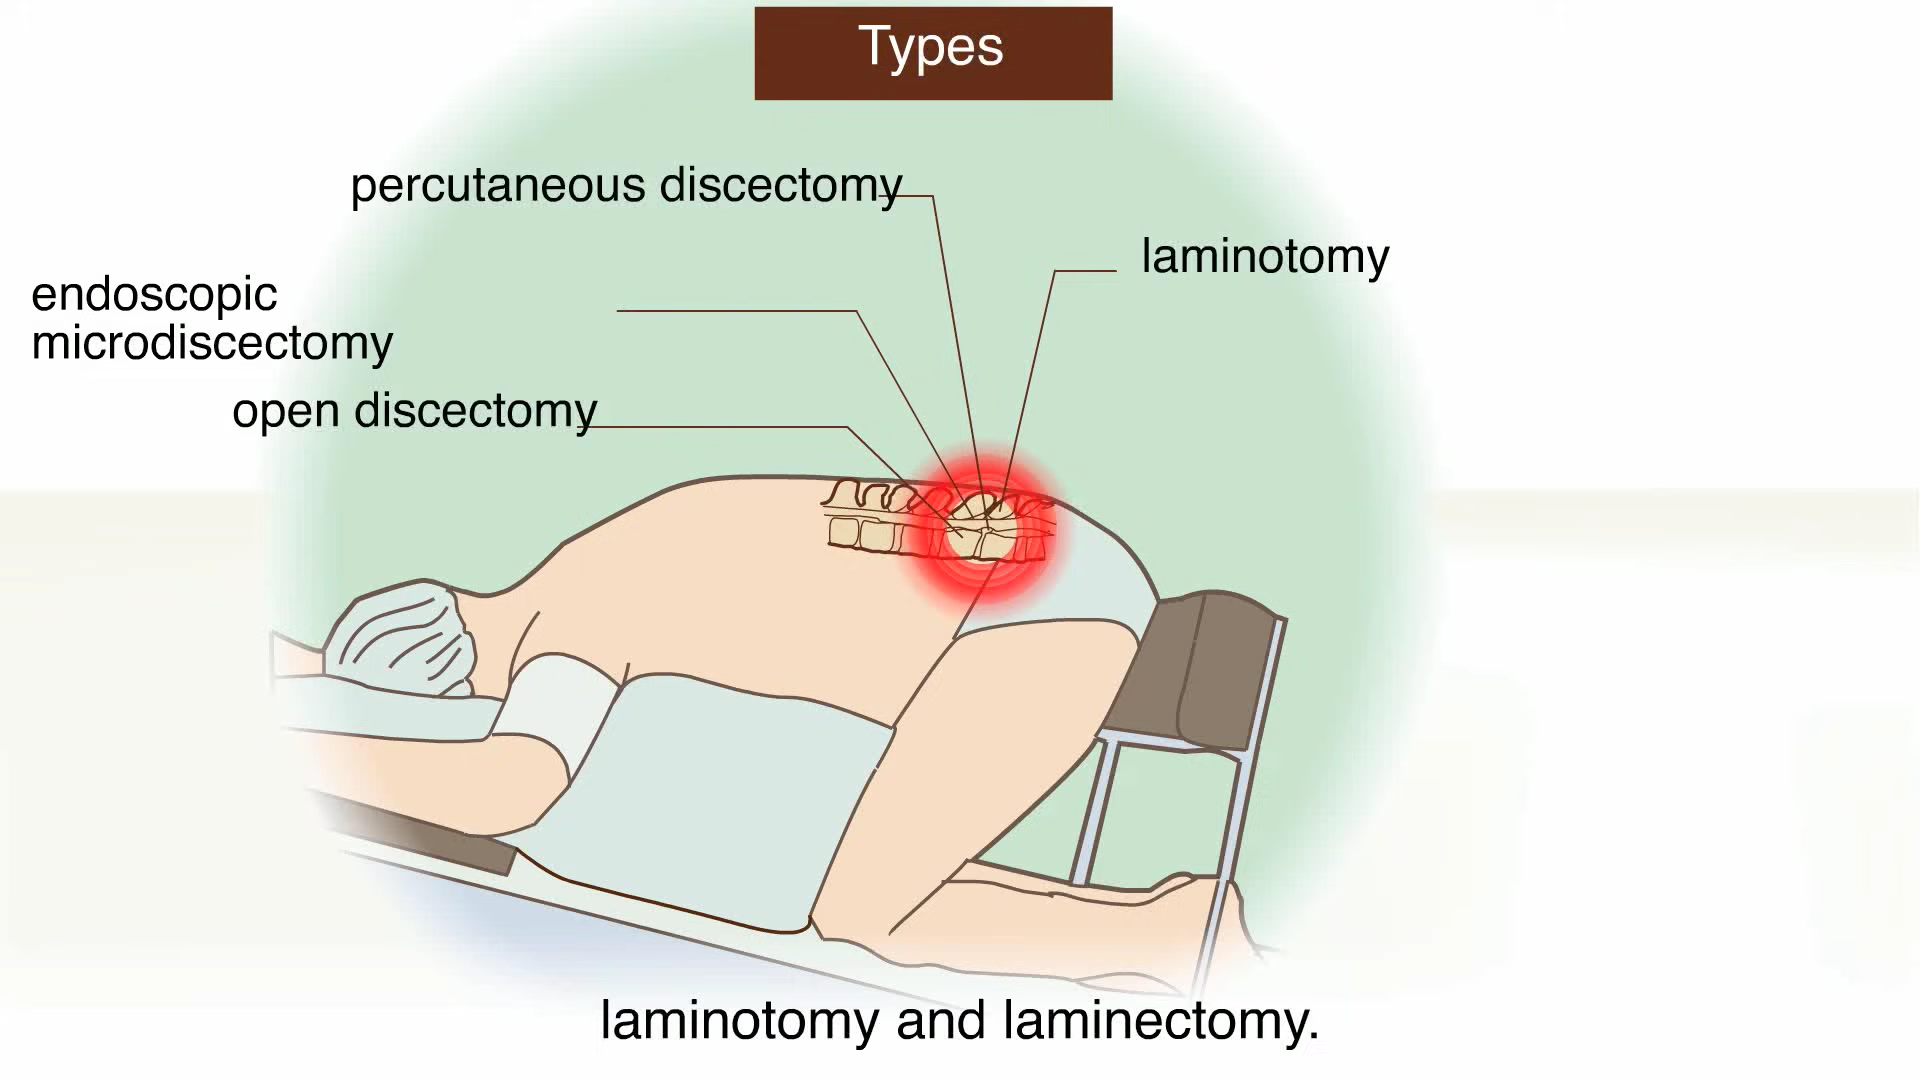 Types
percutaneous discectomy
laminotomy
endoscopic
microdiscectomy
open discectomy
laminotomy and laminectomy.